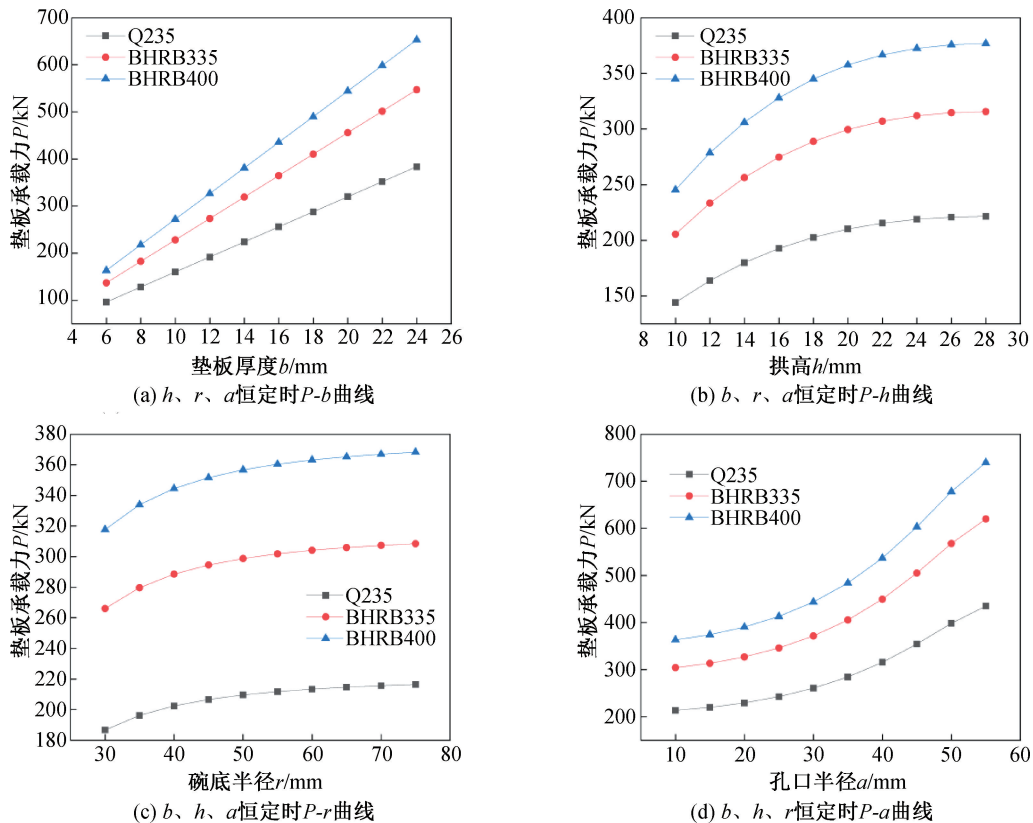 700
600
500
400
300
200
100
垫板承载力P/kN
Q235
BHRB335
BHRB400
4 6 8 10 12 14 16 18 20 22 24 26
垫板厚度b/mm
(a) h、r、a恒定时P-b曲线
400
350
300
250
200
150
垫板承载力P/kN
Q235
BHRB335
BHRB400
8 10 12 14 16 18 20 22 24 26 28 30
拱高h/mm
(b) b、r、a恒定时P-h曲线
380
360
340
320
300
280
260
240
220
200
180
垫板承载力P/kN
Q235
BHRB335
BHRB400
30 40 50 60 70 80
碗底半径r/mm
(c) b、h、a恒定时P-r曲线
800
700
600
500
400
300
200
垫板承载力P/kN
Q235
BHRB335
BHRB400
10 20 30 40 50 60
孔口半径a/mm
(d) b、h、r恒定时P-a曲线